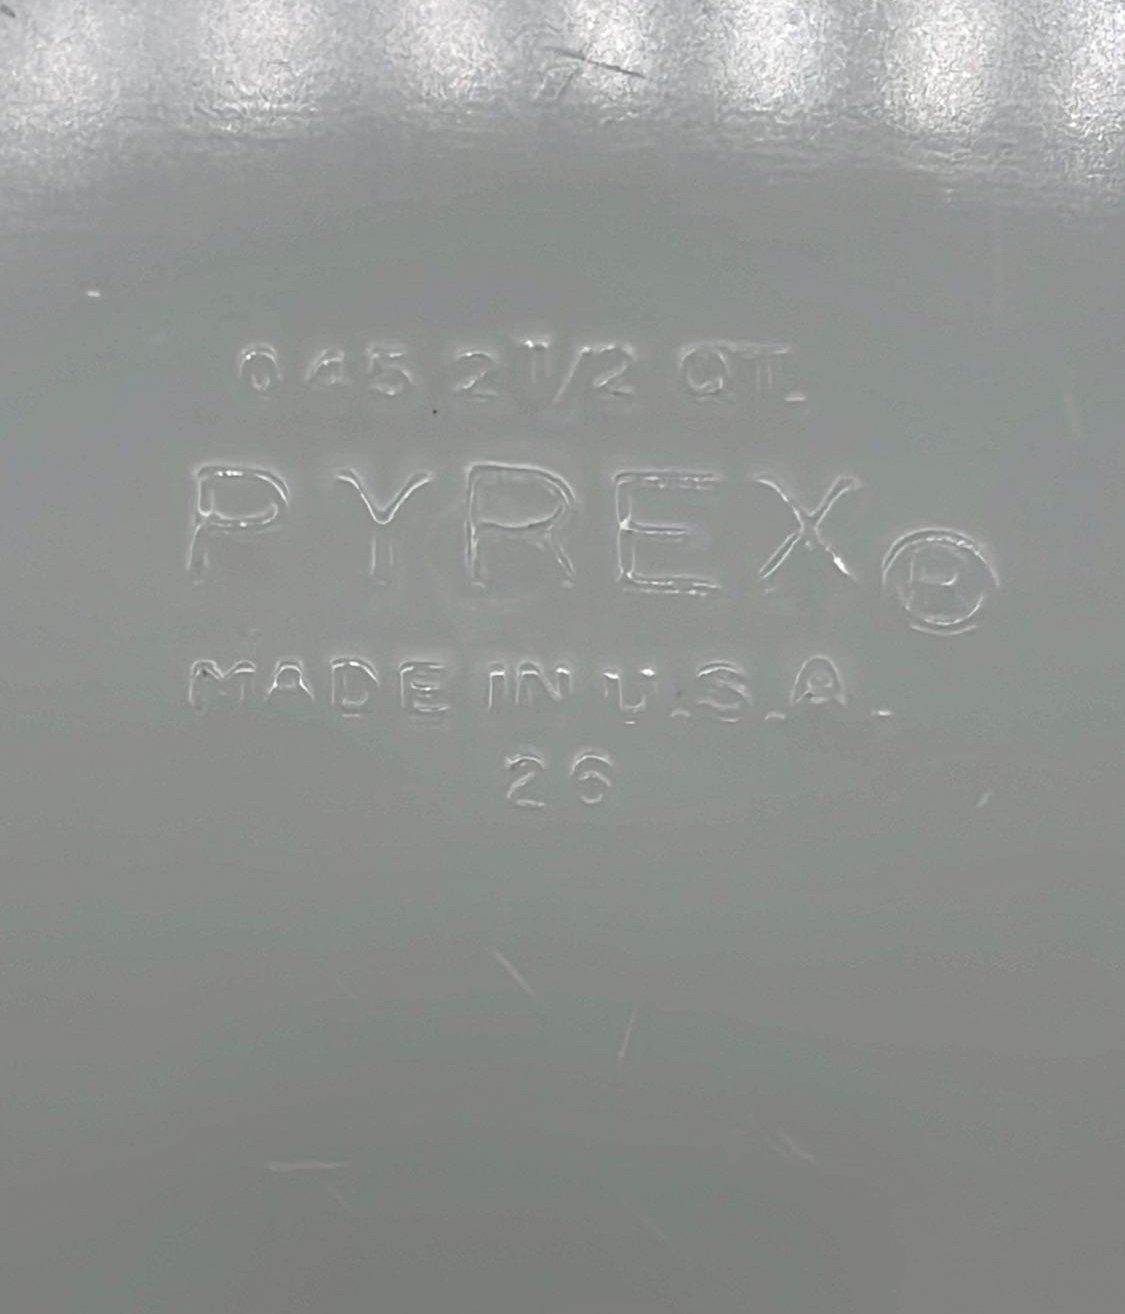 045 2 1/2 QT.
PYREX®
MADE IN U.S.A.
26